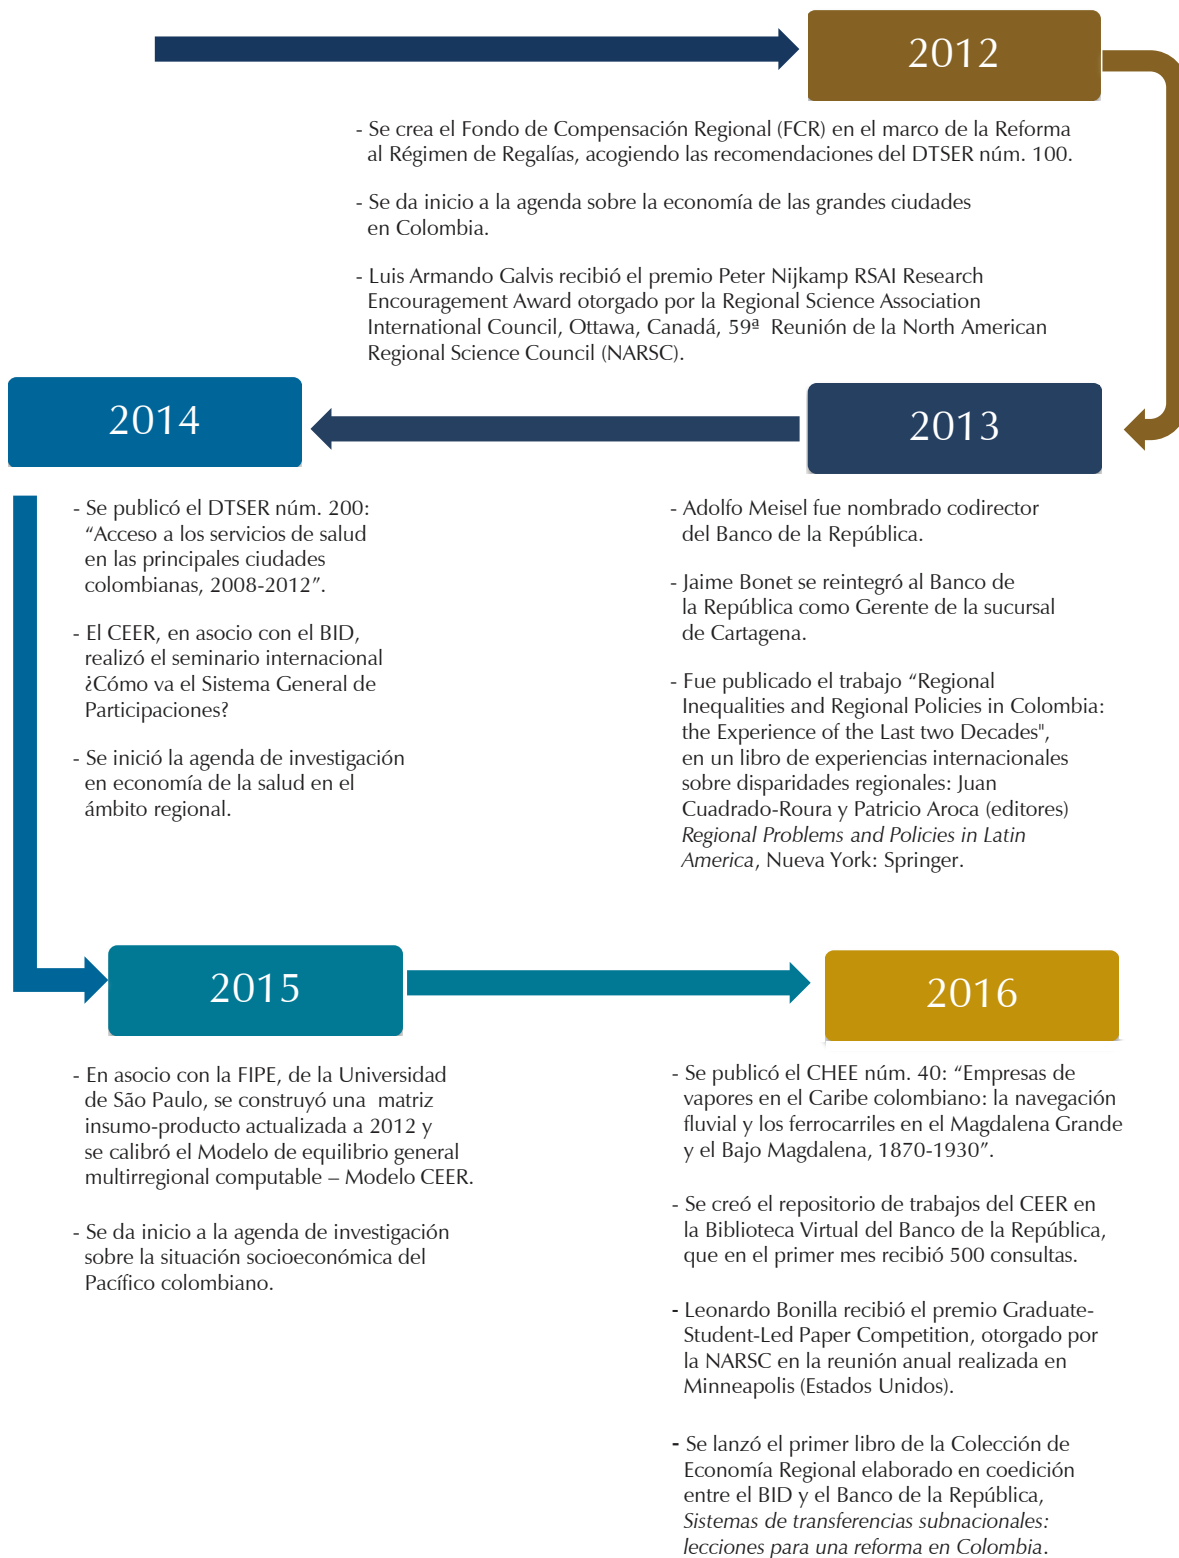 2012
- Se crea el Fondo de Compensación Regional (FCR) en el marco de la Reforma
al Régimen de Regalías, acogiendo las recomendaciones del DTSER núm. 100.
- Se da inicio a la agenda sobre la economía de las grandes ciudades
en Colombia.
- Luis Armando Galvis recibió el premio Peter Nijkamp RSAI Research
Encouragement Award otorgado por la Regional Science Association
International Council, Ottawa, Canadá, 59ª Reunión de la North American
Regional Science Council (NARSC).
2013
- Adolfo Meisel fue nombrado codirector
del Banco de la República.
- Jaime Bonet se reintegró al Banco de
la República como Gerente de la sucursal
de Cartagena.
- Fue publicado el trabajo “Regional
Inequalities and Regional Policies in Colombia:
the Experience of the Last two Decades",
en un libro de experiencias internacionales
sobre disparidades regionales: Juan
Cuadrado-Roura y Patricio Aroca (editores)
Regional Problems and Policies in Latin
America, Nueva York: Springer.
2014
- Se publicó el DTSER núm. 200:
“Acceso a los servicios de salud
en las principales ciudades
colombianas, 2008-2012”.
- El CEER, en asocio con el BID,
realizó el seminario internacional
¿Cómo va el Sistema General de
Participaciones?
- Se inició la agenda de investigación
en economía de la salud en el
ámbito regional.
2015
- En asocio con la FIPE, de la Universidad
de São Paulo, se construyó una matriz
insumo-producto actualizada a 2012 y
se calibró el Modelo de equilibrio general
multirregional computable – Modelo CEER.
- Se da inicio a la agenda de investigación
sobre la situación socioeconómica del
Pacífico colombiano.
2016
- Se publicó el CHEE núm. 40: “Empresas de
vapores en el Caribe colombiano: la navegación
fluvial y los ferrocarriles en el Magdalena Grande
y el Bajo Magdalena, 1870-1930”.
- Se creó el repositorio de trabajos del CEER en
la Biblioteca Virtual del Banco de la República,
que en el primer mes recibió 500 consultas.
- Leonardo Bonilla recibió el premio Graduate-
Student-Led Paper Competition, otorgado por
la NARSC en la reunión anual realizada en
Minneapolis (Estados Unidos).
- Se lanzó el primer libro de la Colección de
Economía Regional elaborado en coedición
entre el BID y el Banco de la República,
Sistemas de transferencias subnacionales:
lecciones para una reforma en Colombia.